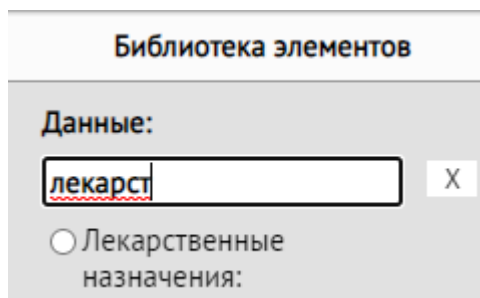 Библиотека элементов
Данные:
лекарст
X
Лекарственные
назначения: